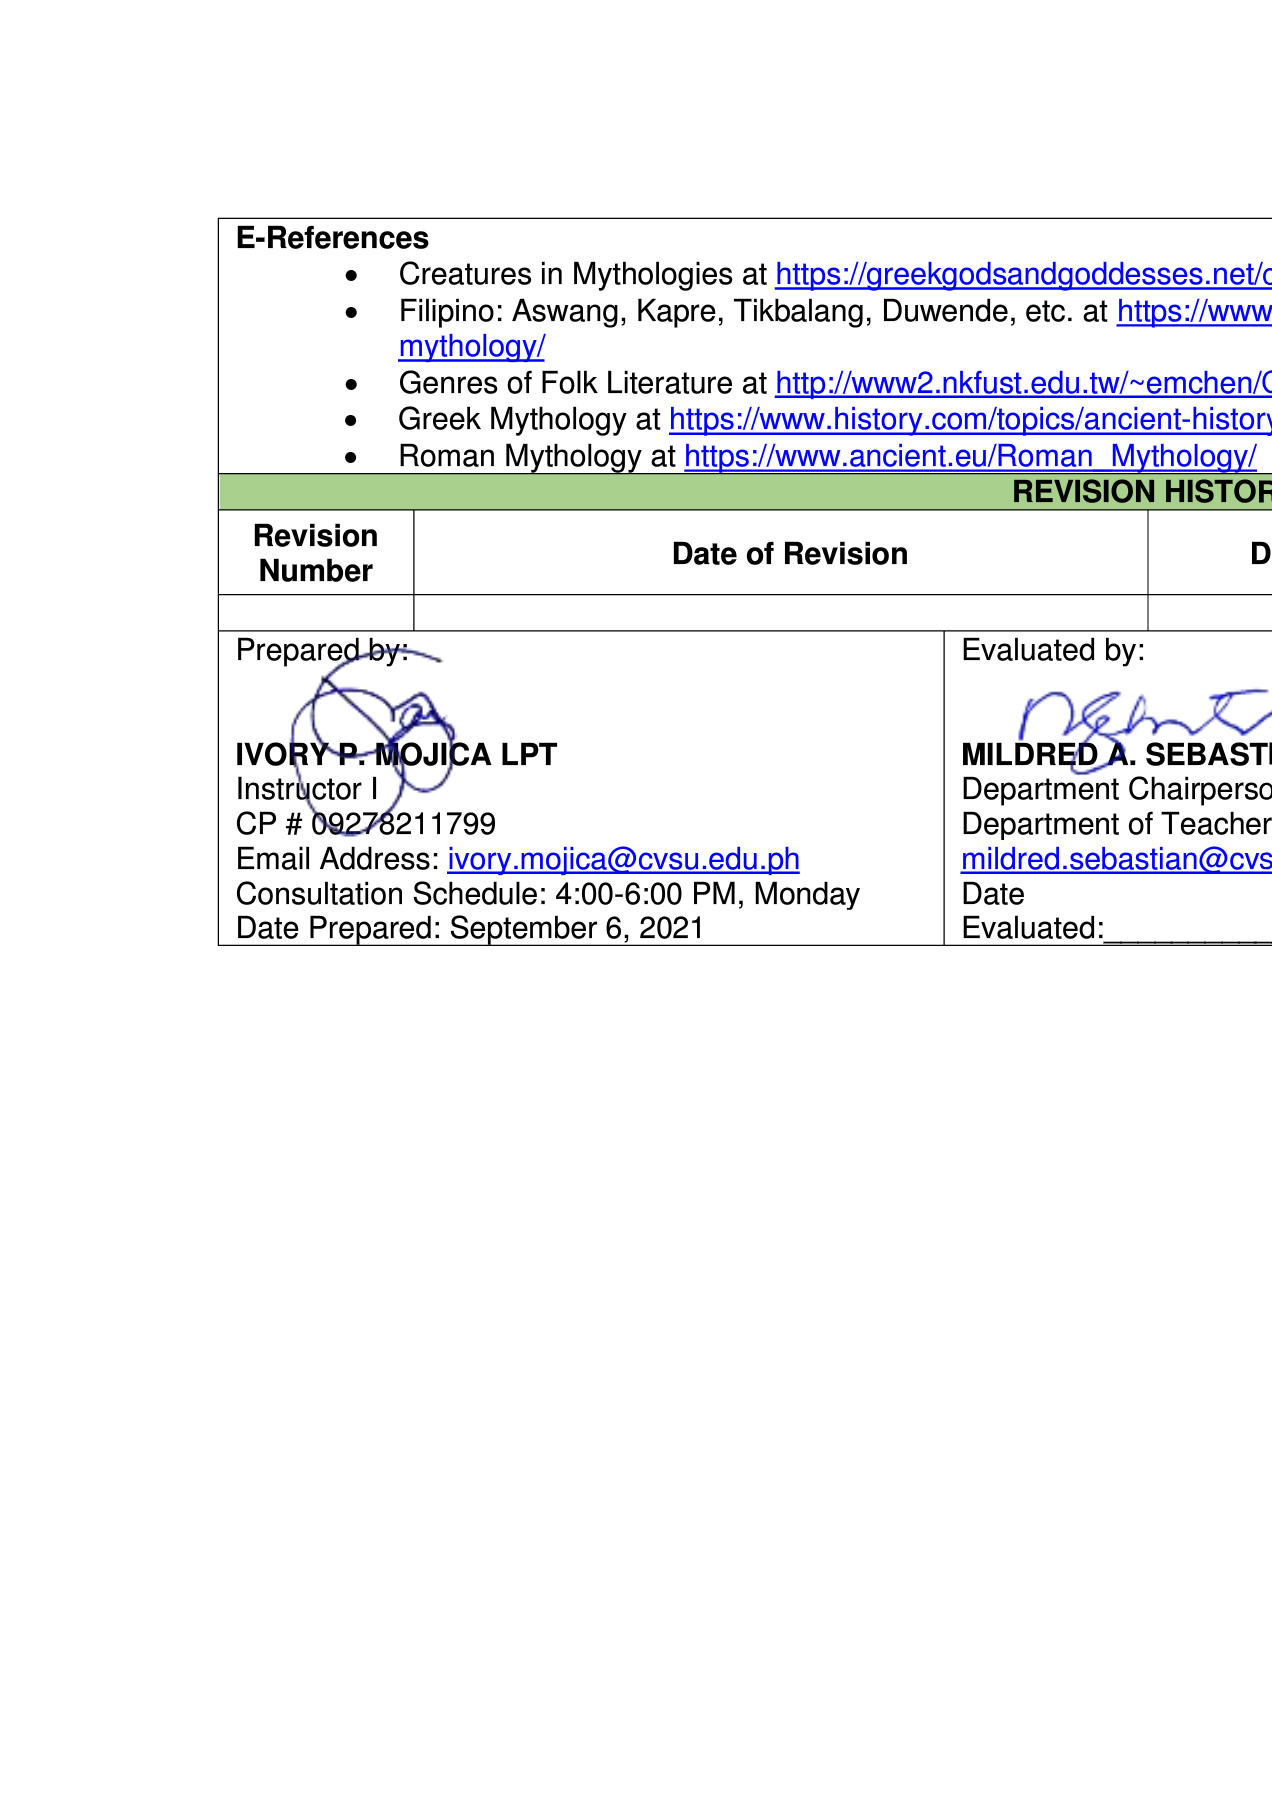 E-References
• Creatures in Mythologies at https://greekgodsandgoddesses.net/c
• Filipino: Aswang, Kapre, Tikbalang, Duwende, etc. at https://www
mythology/
• Genres of Folk Literature at http://www2.nkfust.edu.tw/~emchen/
• Greek Mythology at https://www.history.com/topics/ancient-history
• Roman Mythology at https://www.ancient.eu/Roman_Mythology/
REVISION HISTOR
Revision
Number
Date of Revision
D
Prepared by:
IVORY P. MOJICA LPT
Instructor I
CP # 09278211799
Email Address: ivory.mojica@cvsu.edu.ph
Consultation Schedule: 4:00-6:00 PM, Monday
Date Prepared: September 6, 2021
Evaluated by:
MILDRED A. SEBASTI
Department Chairperso
Department of Teacher
mildred.sebastian@cvs
Date
Evaluated:__________